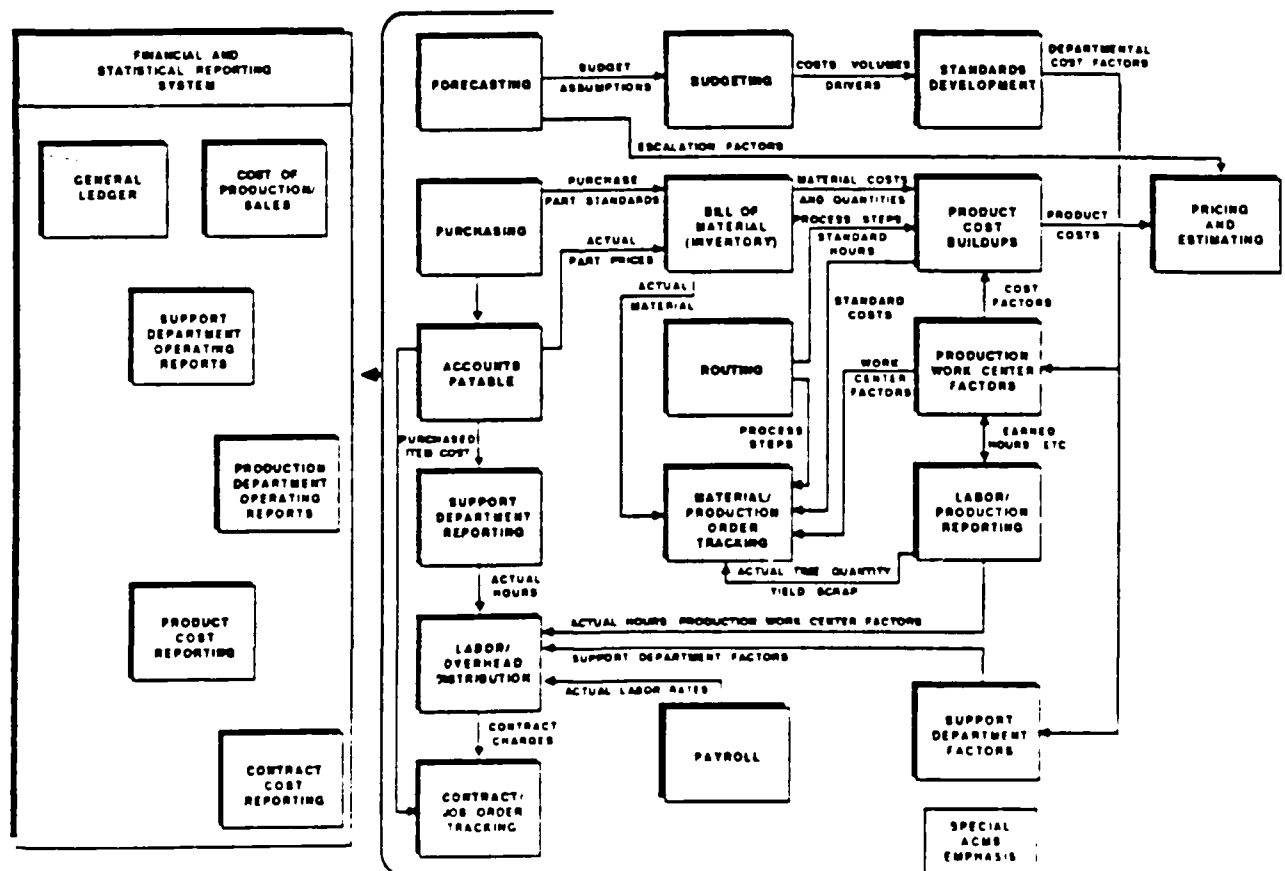 FINANCIAL AND
STATISTICAL REPORTING
SYSTEM
GENERAL
LEDGER
COST OF
PRODUCTION/
SALES
SUPPORT
DEPARTMENT
OPERATING
REPORTS
PRODUCTION
DEPARTMENT
OPERATING
REPORTS
PRODUCT
COST
REPORTING
CONTRACT
COST
REPORTING
FORECASTING
BUDGET
ASSUMPTIONS
BUDGETING
COSTS VOLUMES
DRIVERS
STANDARDS
DEVELOPMENT
DEPARTMENTAL
COST FACTORS
ESCALATION FACTORS
PURCHASING
PURCHASE
PART STANDARDS
ACTUAL
PART PRICES
BILL OF
MATERIAL
(INVENTORY)
MATERIAL COSTS
AND QUANTITIES
PROCESS STEPS
STANDARD
HOURS
PRODUCT
COST
BUILDUPS
PRODUCT
COSTS
PRICING
AND
ESTIMATING
ACTUAL
MATERIAL
STANDARD
COSTS
COST
FACTORS
ACCOUNTS
PAYABLE
ROUTING
WORK
CENTER
FACTORS
PRODUCTION
WORK CENTER
FACTORS
PURCHASED
ITEM COST
PROCESS
STEPS
EARNED
HOURS ETC
SUPPORT
DEPARTMENT
REPORTING
MATERIAL/
PRODUCTION
ORDER
TRACKING
LABOR/
PRODUCTION
REPORTING
ACTUAL TIME QUANTITY
YIELD SCRAP
ACTUAL
HOURS
ACTUAL HOURS PRODUCTION WORK CENTER FACTORS
LABOR/
OVERHEAD
DISTRIBUTION
SUPPORT DEPARTMENT FACTORS
ACTUAL LABOR RATES
CONTRACT
CHARGES
PAYROLL
SUPPORT
DEPARTMENT
FACTORS
CONTRACT/
JOB ORDER
TRACKING
SPECIAL
ACMS
EMPHASIS